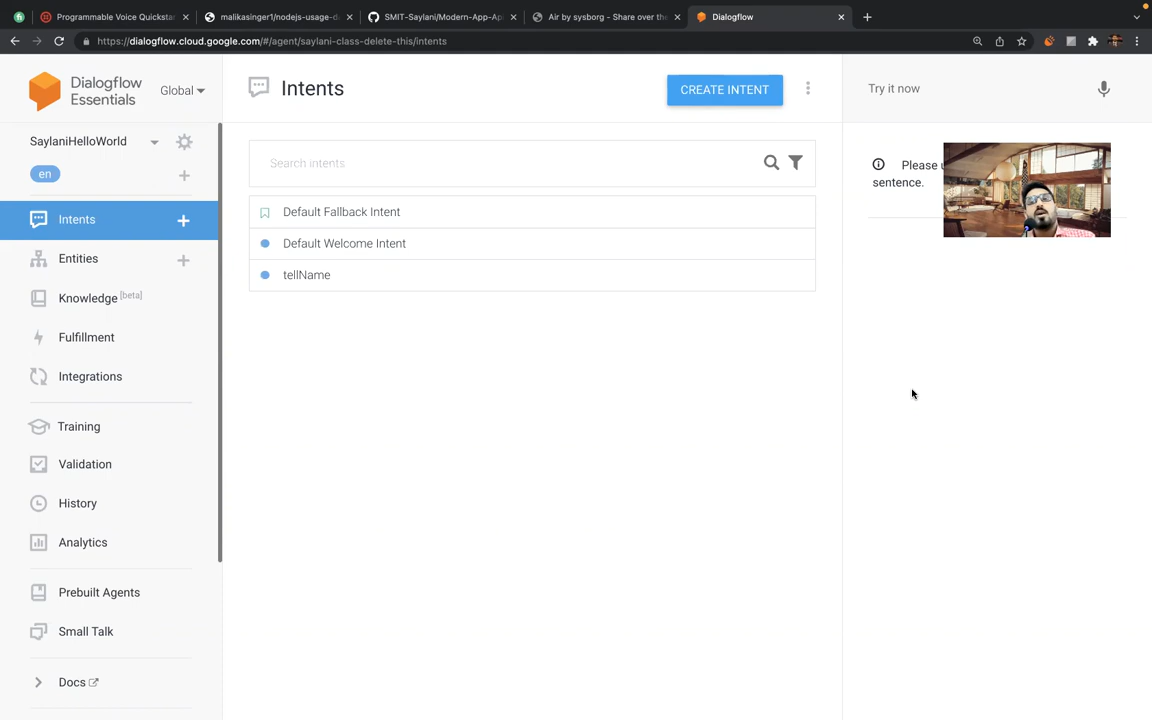 Programmable Voice Quickstar
malikasinger1/nodejs-usage-da
SMIT-Saylani/Modern-App-Ap
Air by sysborg - Share over the
Dialogflow
https://dialogflow.cloud.google.com/#/agent/saylani-class-delete-this/intents
Dialogflow
Essentials
Global
Intents
CREATE INTENT
Try it now
SaylaniHelloWorld
en
Search intents
Please u
sentence.
Intents
Default Fallback Intent
Default Welcome Intent
tellName
Entities
Knowledge [beta]
Fulfillment
Integrations
Training
Validation
History
Analytics
Prebuilt Agents
Small Talk
Docs